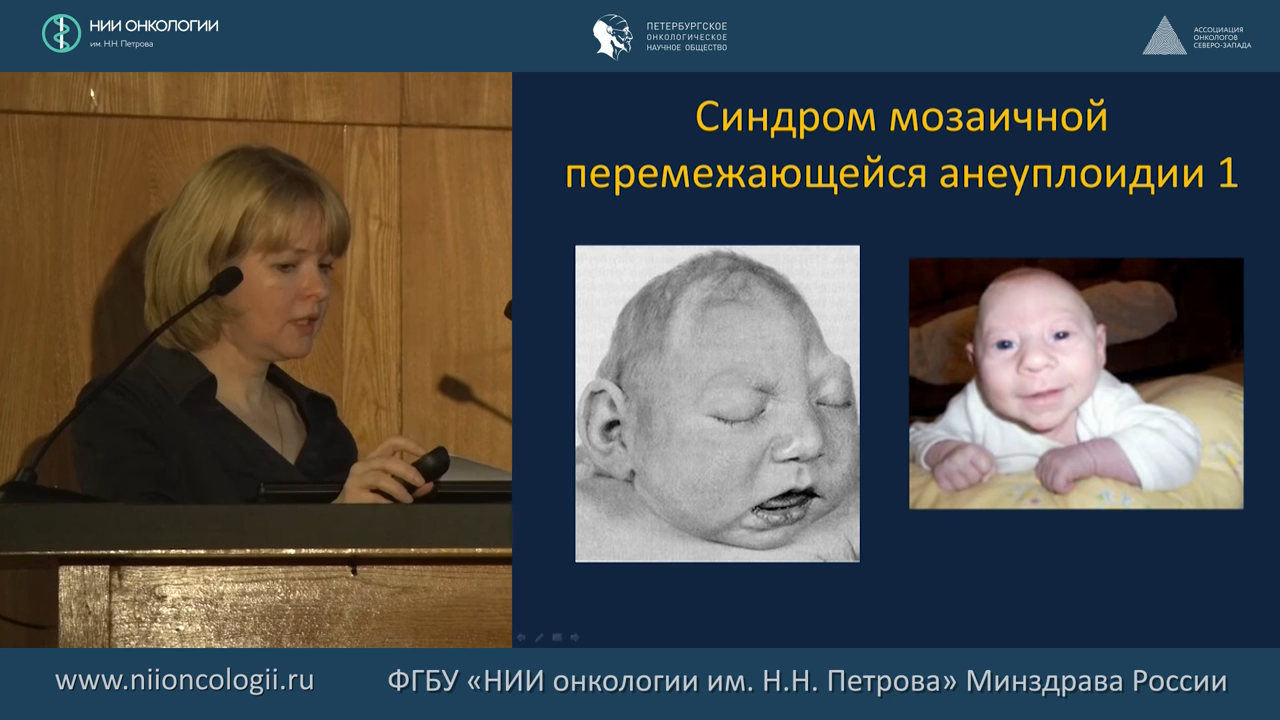 НИИ ОНКОЛОГИИ
им. Н.Н. Петрова
ПЕТЕРБУРГСКОЕ
ОНКОЛОГИЧЕСКОЕ
НАУЧНОЕ ОБЩЕСТВО
АССОЦИАЦИЯ
ОНКОЛОГОВ
СЕВЕРО-ЗАПАДА
Синдром мозаичной
перемежающейся анеуплоидии 1
www.niioncologii.ru
ФГБУ «НИИ онкологии им. Н.Н. Петрова» Минздрава России